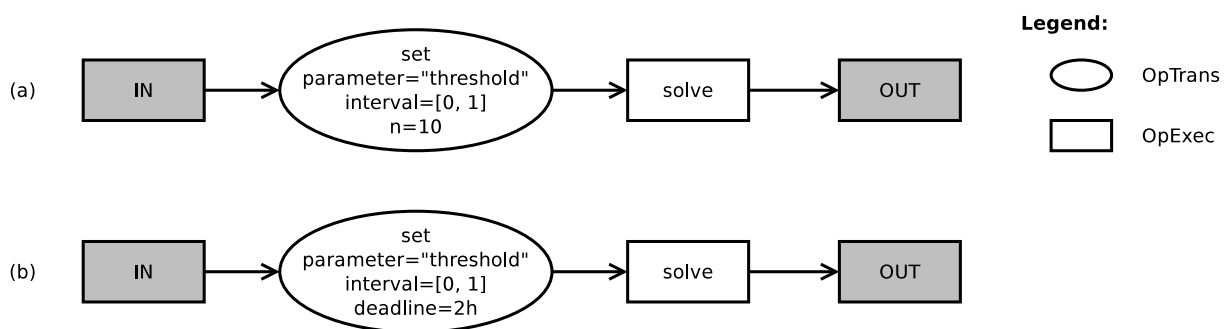 Legend:
(a)
IN
set
parameter="threshold"
interval=[0, 1]
n=10
solve
OUT
OpTrans
OpExec
(b)
IN
set
parameter="threshold"
interval=[0, 1]
deadline=2h
solve
OUT